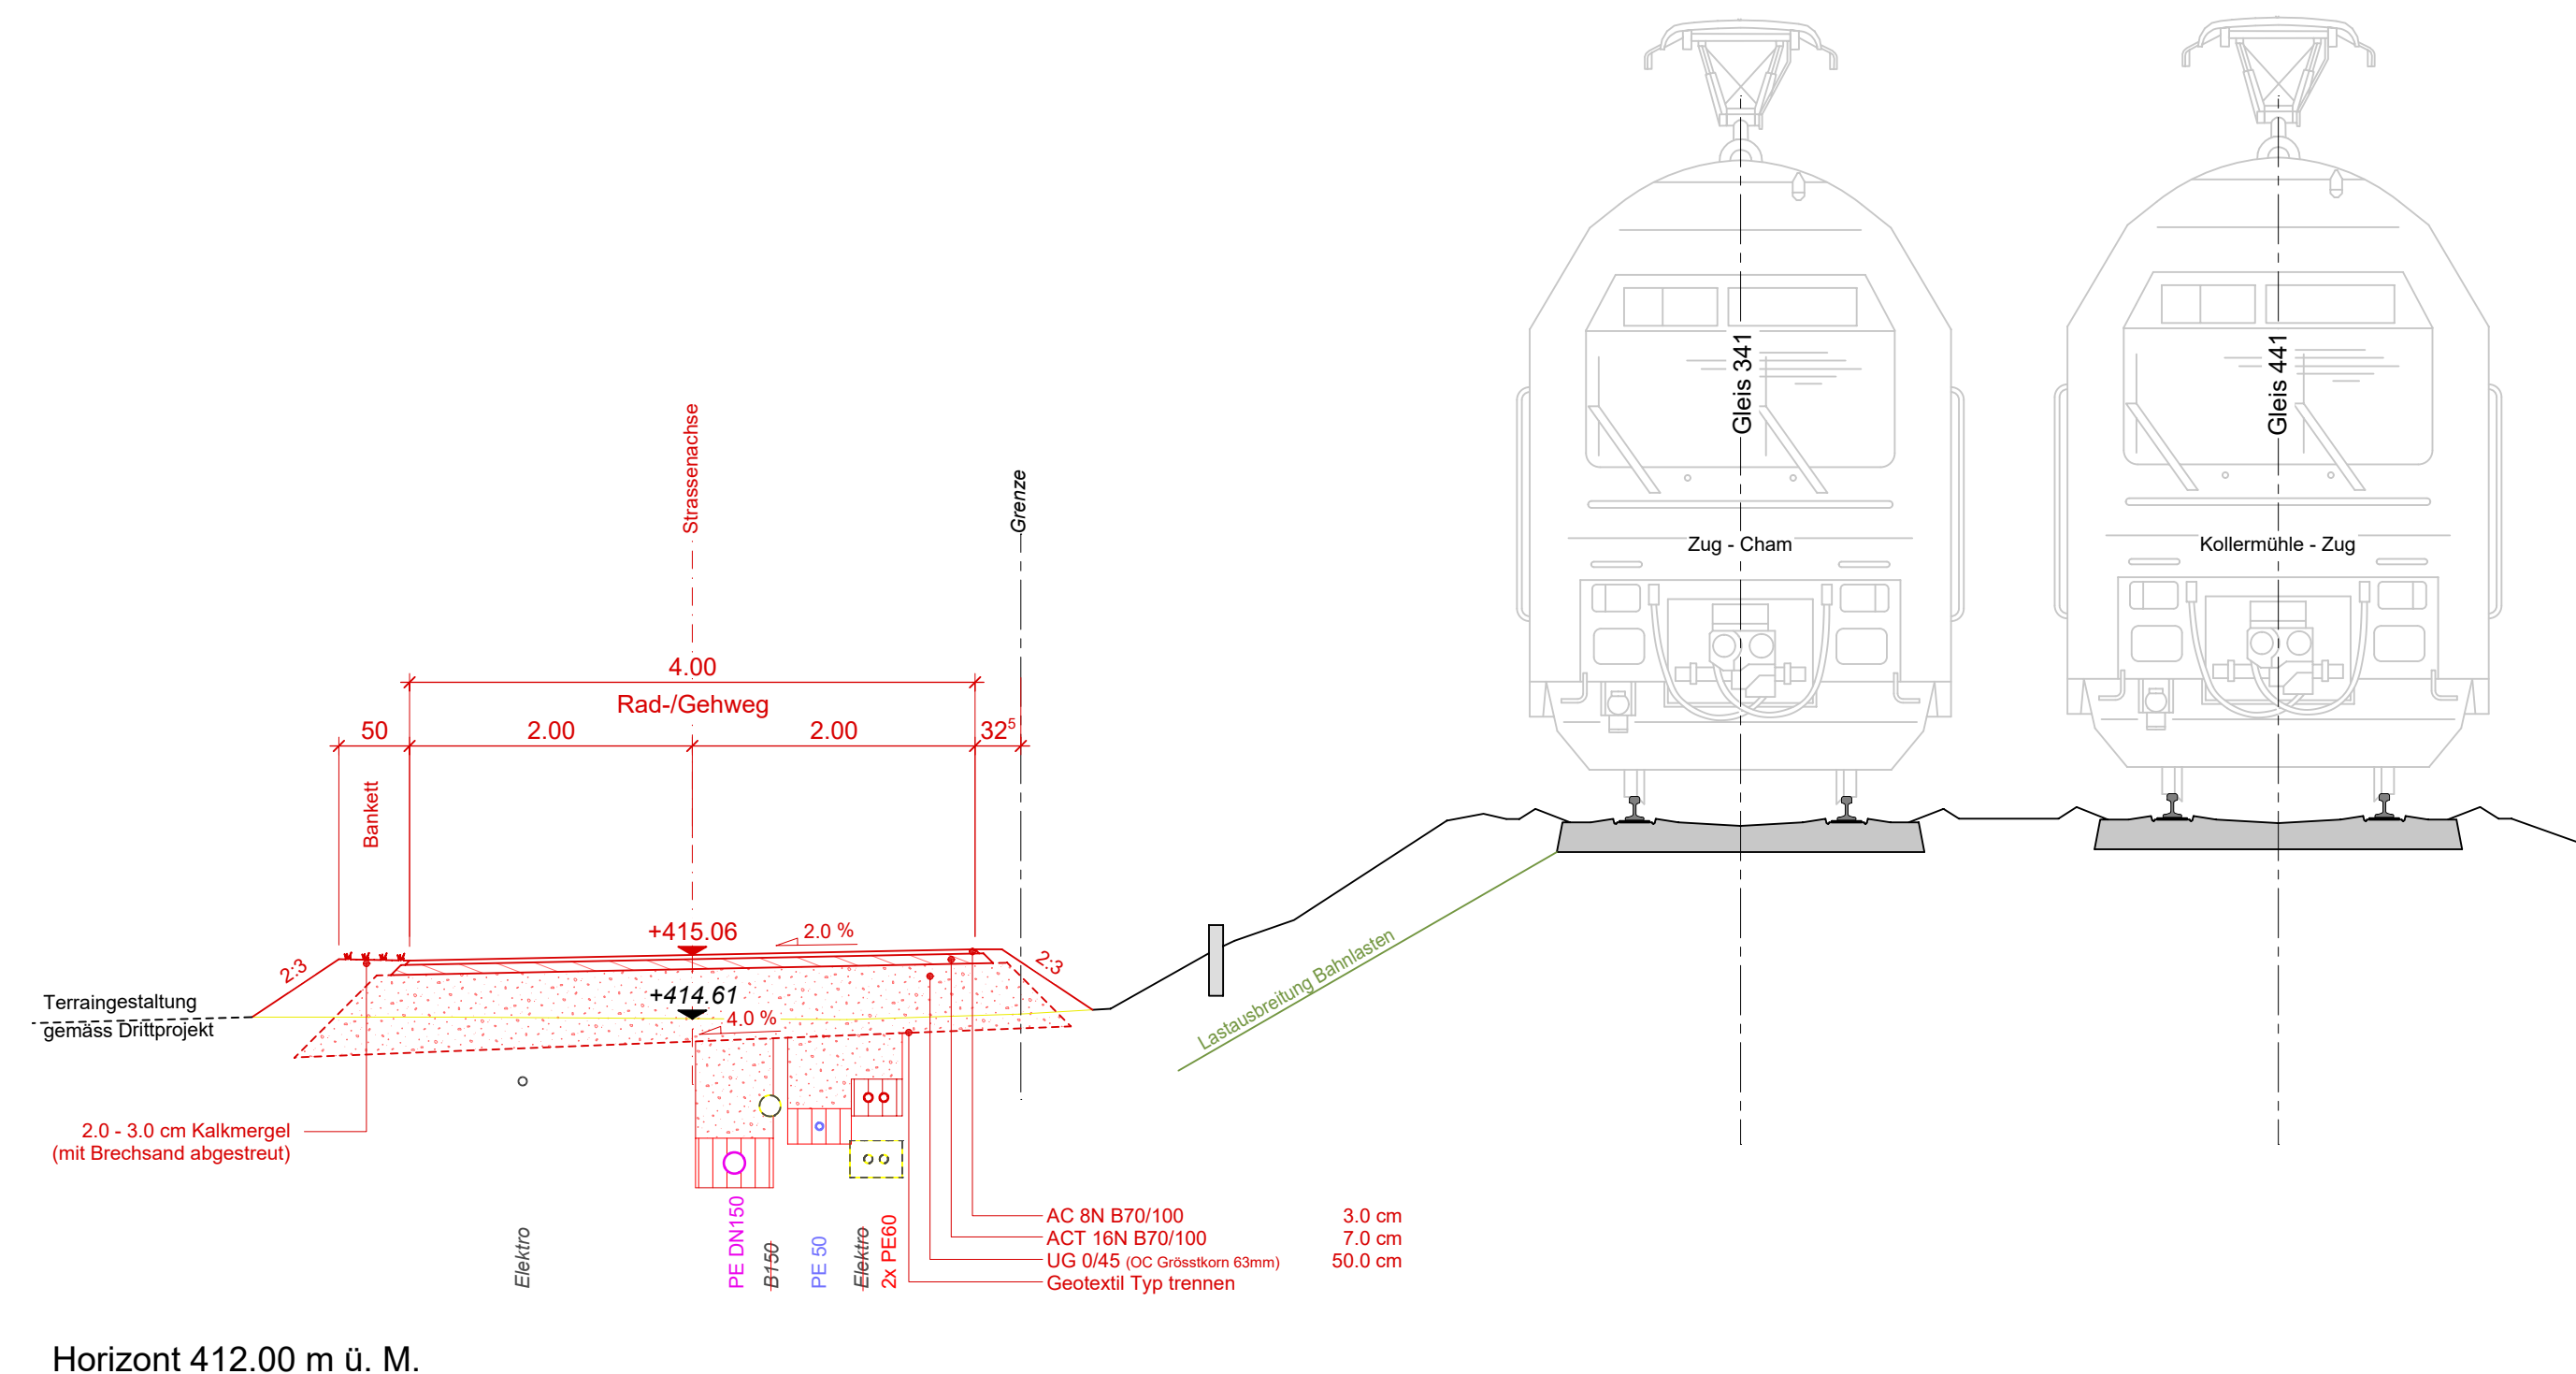 Gleis 341
Gleis 441
Zug - Cham
Kollermühle - Zug
Strassenachse
Grenze
4.00
Rad-/Gehweg
50
2.00
2.00
32⁵
Bankett
+415.06
2.0 %
2:3
2:3
+414.61
4.0 %
Terraingestaltung
gemäss Drittprojekt
Lastausbreitung Bahnlasten
2.0 - 3.0 cm Kalkmergel
(mit Brechsand abgestreut)
Elektro
PE DN150
B150
PE 50
Elektro
2x PE60
AC 8N B70/100 3.0 cm
ACT 16N B70/100 7.0 cm
UG 0/45 (OC Grösstkorn 63mm) 50.0 cm
Geotextil Typ trennen
Horizont 412.00 m ü. M.